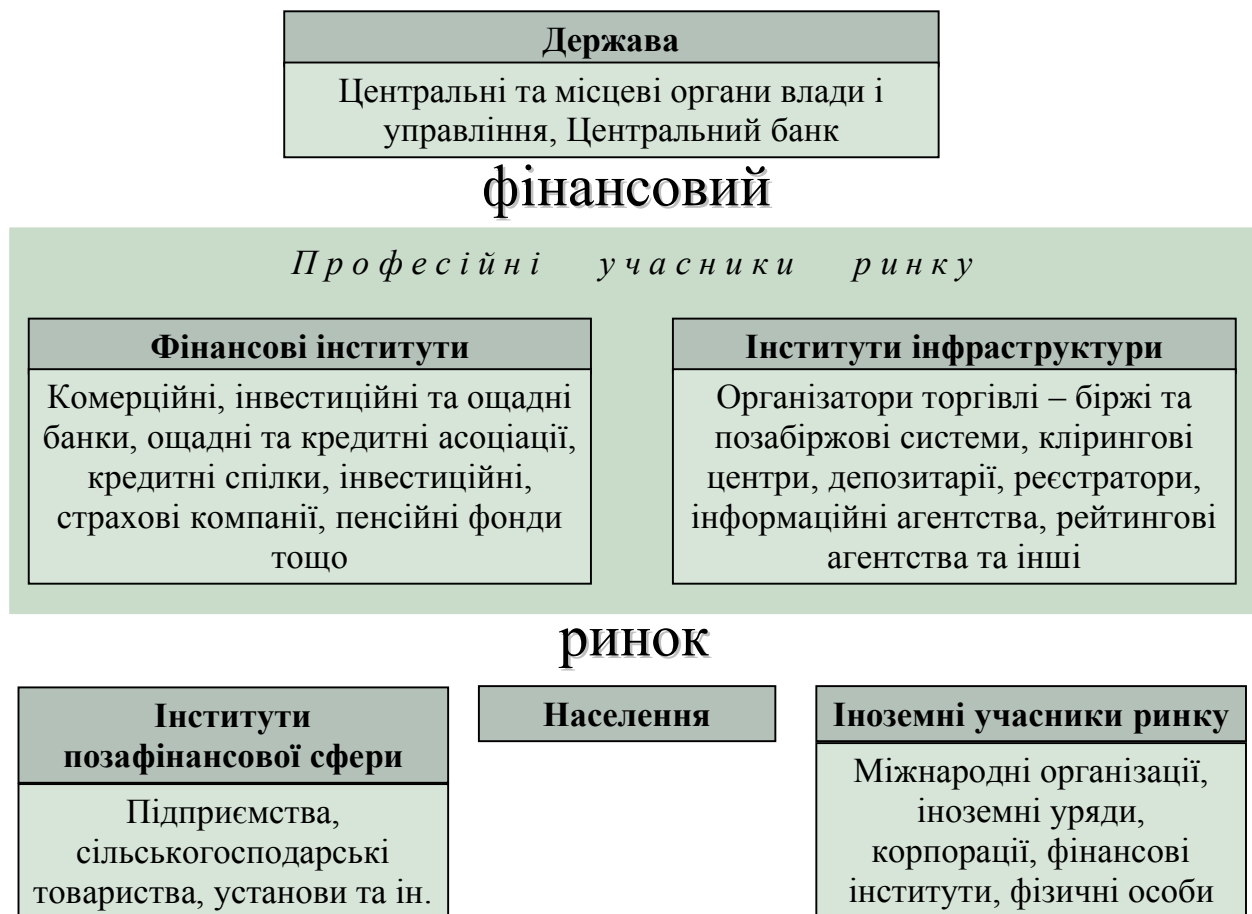 Держава
Центральні та місцеві органи влади і
управління, Центральний банк
фінансовий
Професійні учасники ринку
Фінансові інститути
Комерційні, інвестиційні та ощадні
банки, ощадні та кредитні асоціації,
кредитні спілки, інвестиційні,
страхові компанії, пенсійні фонди
тощо
Інститути інфраструктури
Організатори торгівлі – біржі та
позабіржові системи, клірингові
центри, депозитарії, реєстратори,
інформаційні агентства, рейтингові
агентства та інші
ринок
Інститути
позафінансової сфери
Підприємства,
сільськогосподарські
товариства, установи та ін.
Населення
Іноземні учасники ринку
Міжнародні організації,
іноземні уряди,
корпорації, фінансові
інститути, фізичні особи